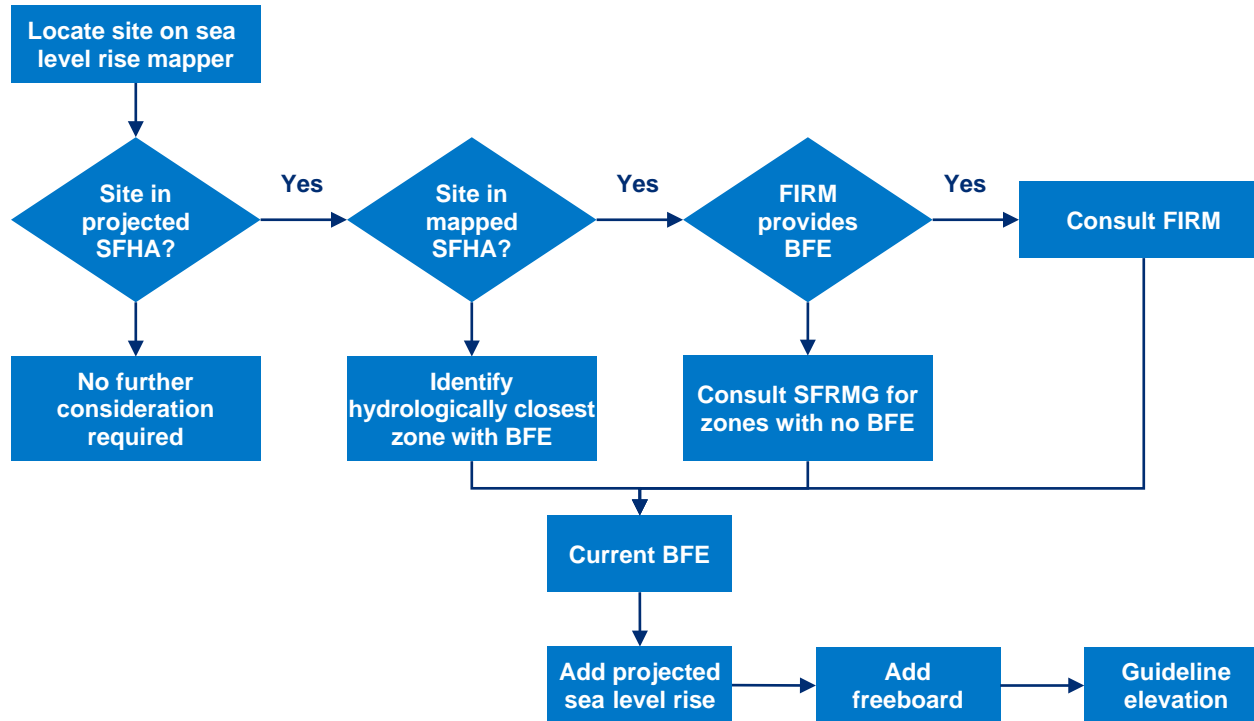 Locate site on sea
level rise mapper
Site in
projected
SFHA?
Yes
Site in
mapped
SFHA?
Yes
FIRM
provides
BFE
Yes
Consult FIRM
No further
consideration
required
Identify
hydrologically closest
zone with BFE
Consult SFRMG for
zones with no BFE
Current BFE
Add projected
sea level rise
Add
freeboard
Guideline
elevation